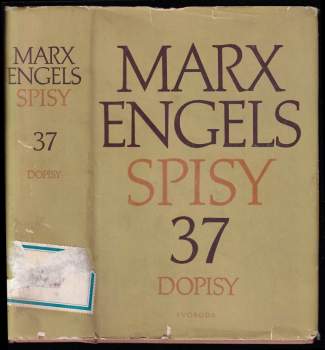 MARX
ENGELS
SPISY
37
DOPISY
MARX
ENGELS
SPISY
37
DOPISY
SVOBODA